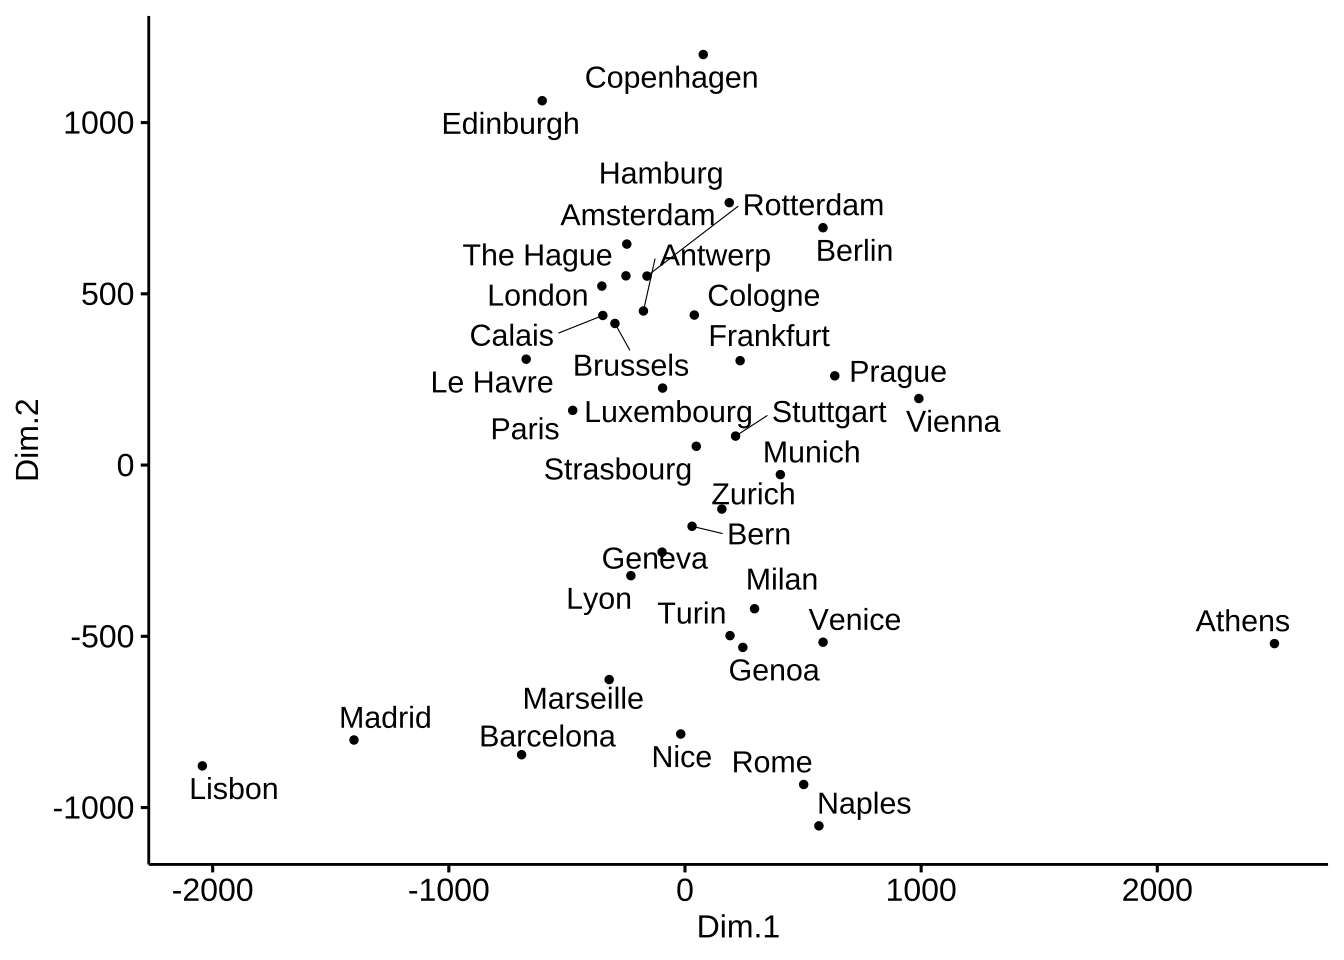 Copenhagen
Edinburgh
1000
Hamburg
Rotterdam
Amsterdam
Berlin
The Hague
Antwerp
500
London
Cologne
Calais
Frankfurt
Brussels
Prague
Le Havre
Luxembourg
Stuttgart
Vienna
Paris
Dim.2
Munich
0
Strasbourg
Zurich
Bern
Geneva
Milan
Lyon
Turin
Venice
Athens
-500
Genoa
Marseille
Madrid
Barcelona
Nice
Rome
Lisbon
Naples
-1000
-2000
-1000
0
1000
2000
Dim.1